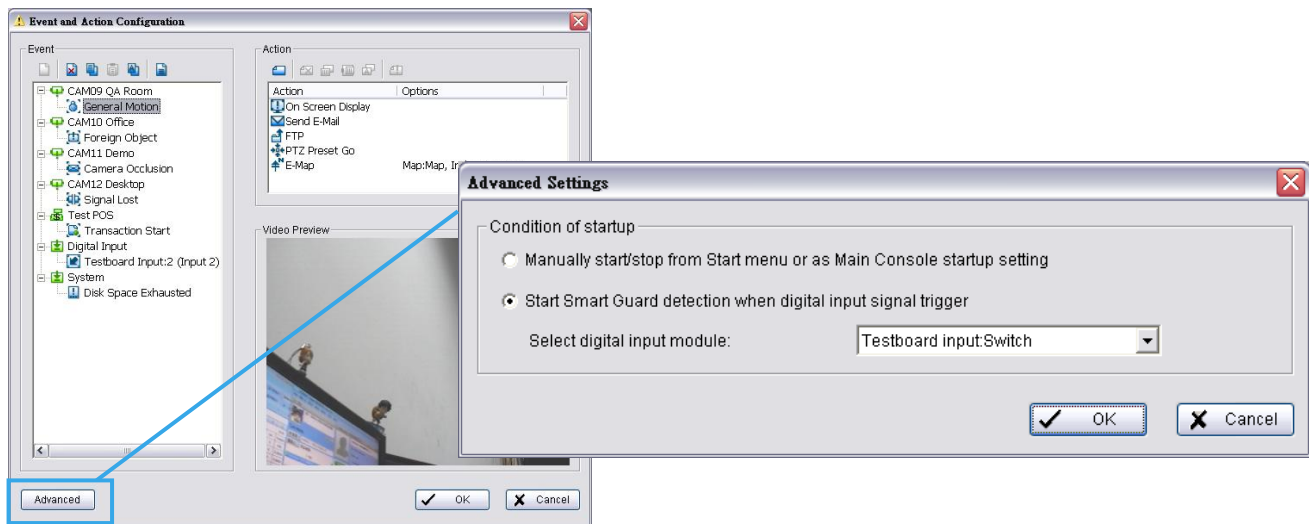 Event and Action Configuration
Event
CAM09 QA Room
General Motion
CAM10 Office
Foreign Object
CAM11 Demo
Camera Occlusion
CAM12 Desktop
Signal Lost
Test POS
Transaction Start
Digital Input
Testboard Input:2 (Input 2)
System
Disk Space Exhausted
Action
Action Options
On Screen Display
Send E-Mail
FTP
PTZ Preset Go
E-Map Map:Map,
Video Preview
Advanced
OK
Cancel
Advanced Settings
Condition of startup
Manually start/stop from Start menu or as Main Console startup setting
Start Smart Guard detection when digital input signal trigger
Select digital input module: Testboard input:Switch
OK
Cancel